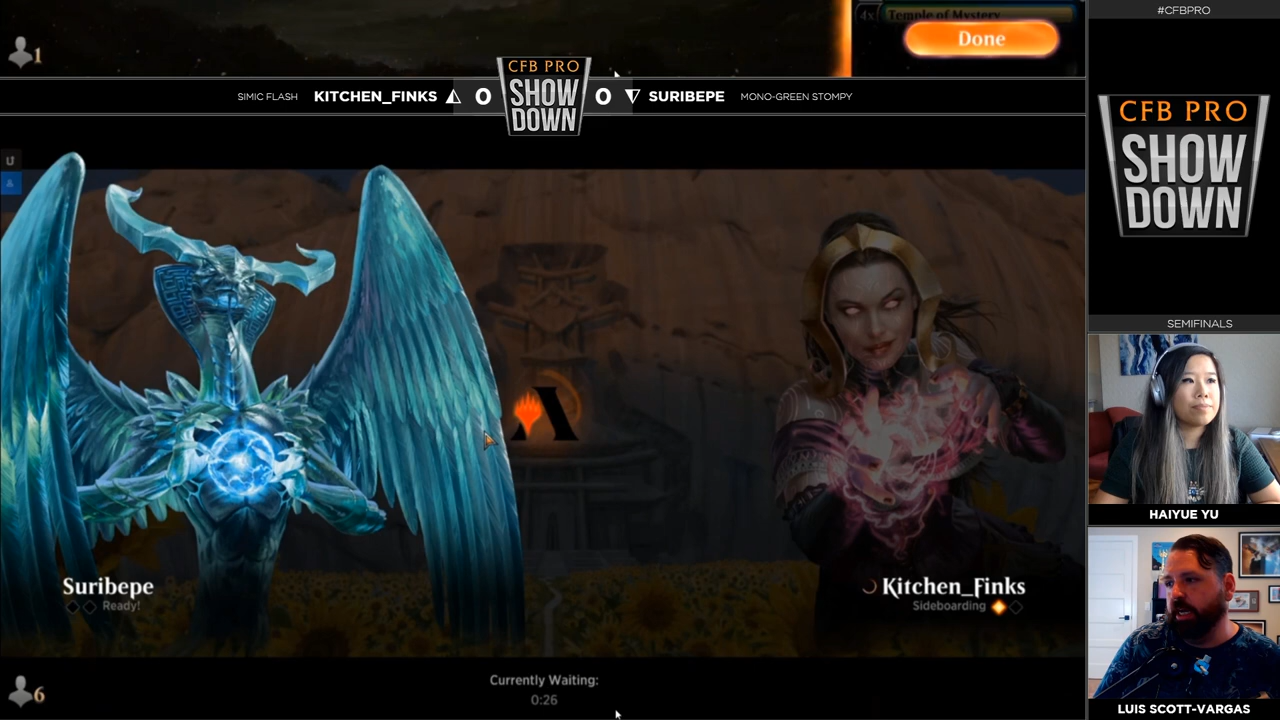 1
4x Temple of Mystery
Done
#CFBPRO
SIMIC FLASH KITCHEN_FINKS 0
CFB PRO
SHOW
DOWN
0 SURIBEPE MONO-GREEN STOMPY
CFB PRO
SHOW
DOWN
SEMIFINALS
HAIYUE YU
Suribepe
Ready!
Kitchen_Finks
Sideboarding
6
Currently Waiting:
0:26
LUIS SCOTT-VARGAS